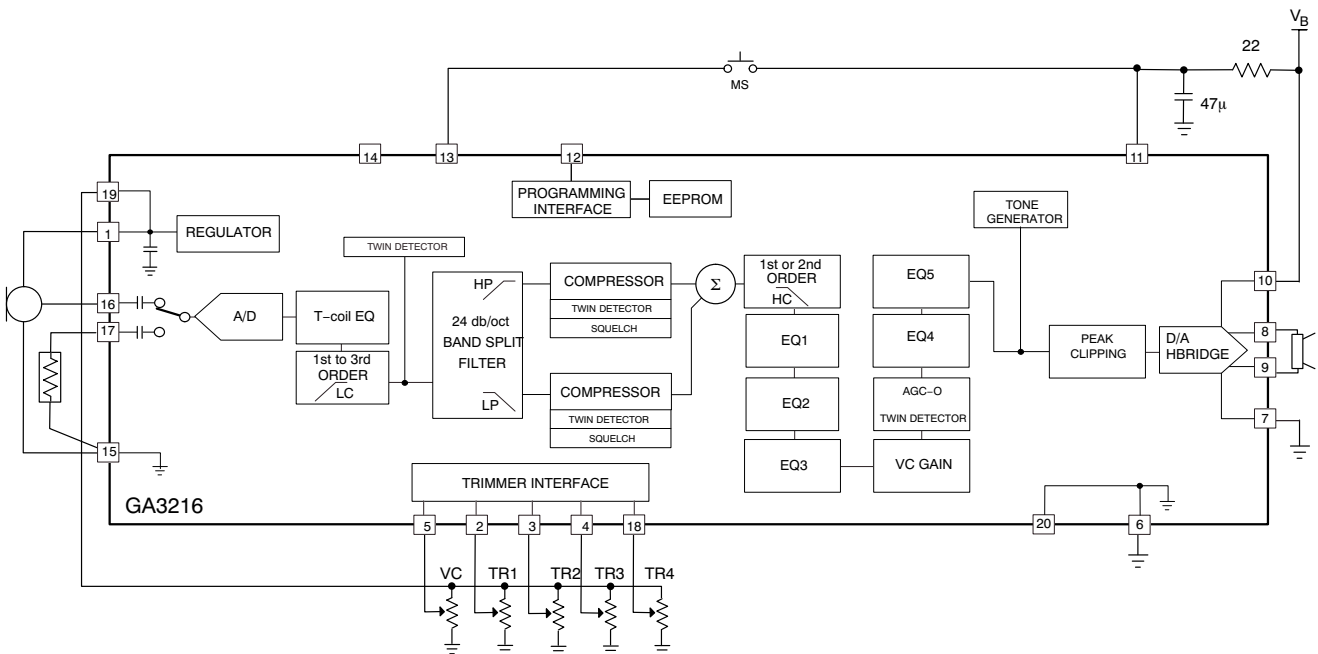 VB
22
MS
47μ
14
13
12
11
19
PROGRAMMING
INTERFACE
EEPROM
TONE
GENERATOR
1
REGULATOR
TWIN DETECTOR
16
17
A/D
T-coil EQ
1st to 3rd
ORDER
LC
HP
24 db/oct
BAND SPLIT
FILTER
LP
COMPRESSOR
TWIN DETECTOR
SQUELCH
COMPRESSOR
TWIN DETECTOR
SQUELCH
Σ
1st or 2nd
ORDER
HC
EQ1
EQ2
EQ3
EQ5
EQ4
AGC-O
TWIN DETECTOR
VC GAIN
PEAK
CLIPPING
D/A
HBRIDGE
10
8
9
7
15
TRIMMER INTERFACE
GA3216
5
2
3
4
18
20
6
VC
TR1
TR2
TR3
TR4